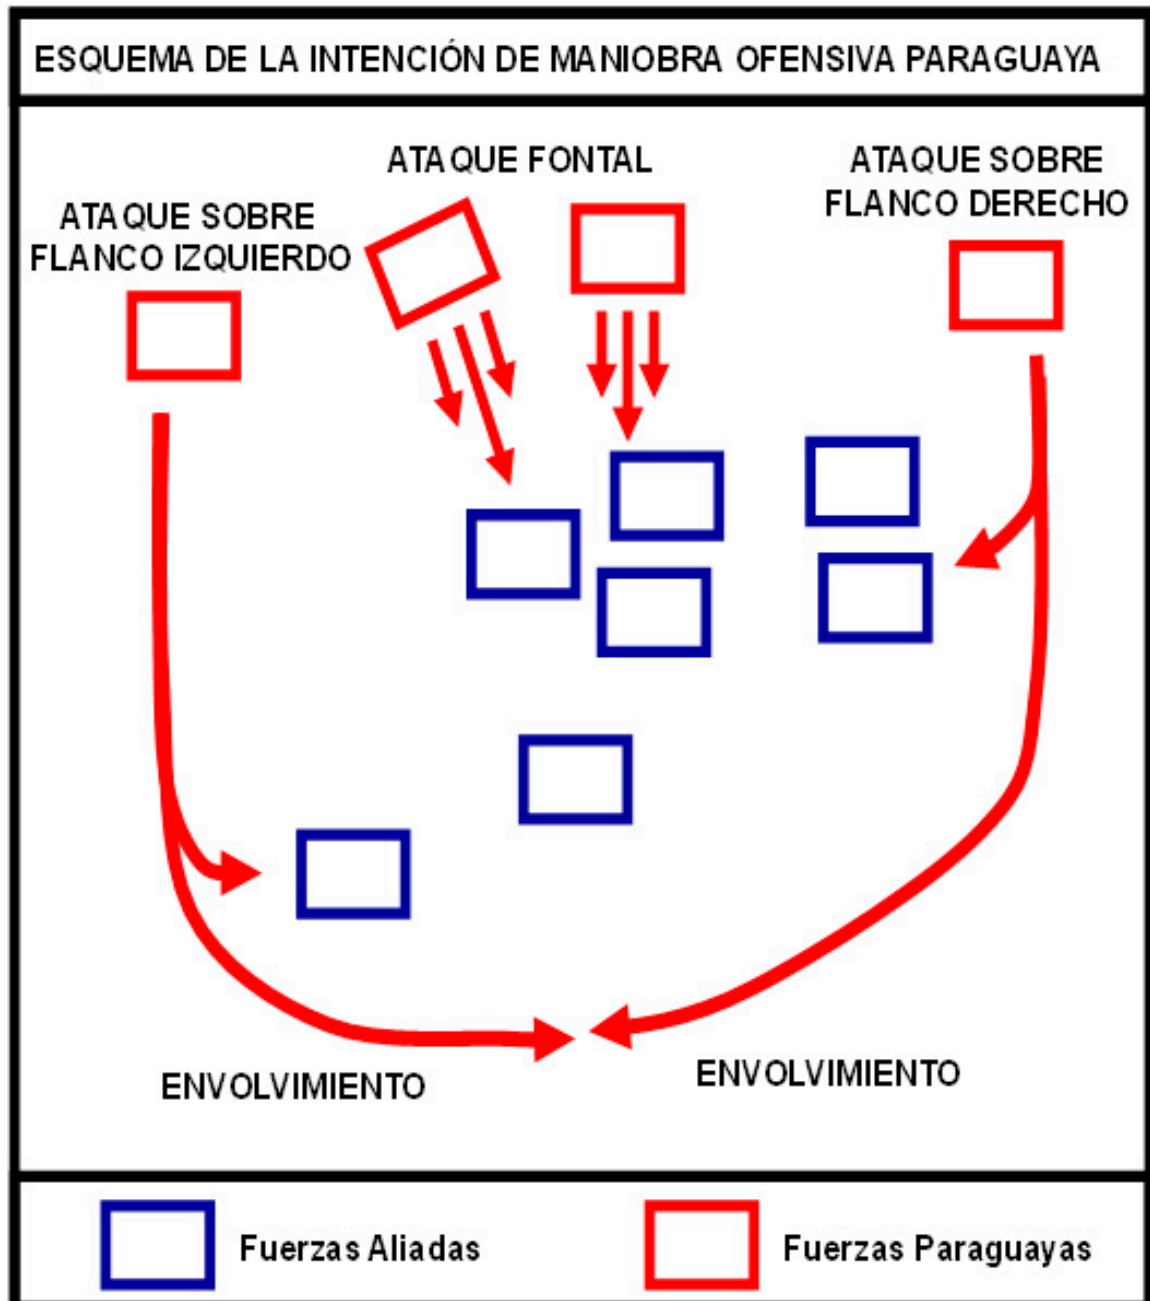 ESQUEMA DE LA INTENCIÓN DE MANIOBRA OFENSIVA PARAGUAYA
ATAQUE FONTAL
ATAQUE SOBRE
FLANCO DERECHO
ATAQUE SOBRE
FLANCO IZQUIERDO
ENVOLVIMIENTO
ENVOLVIMIENTO
Fuerzas Aliadas
Fuerzas Paraguayas